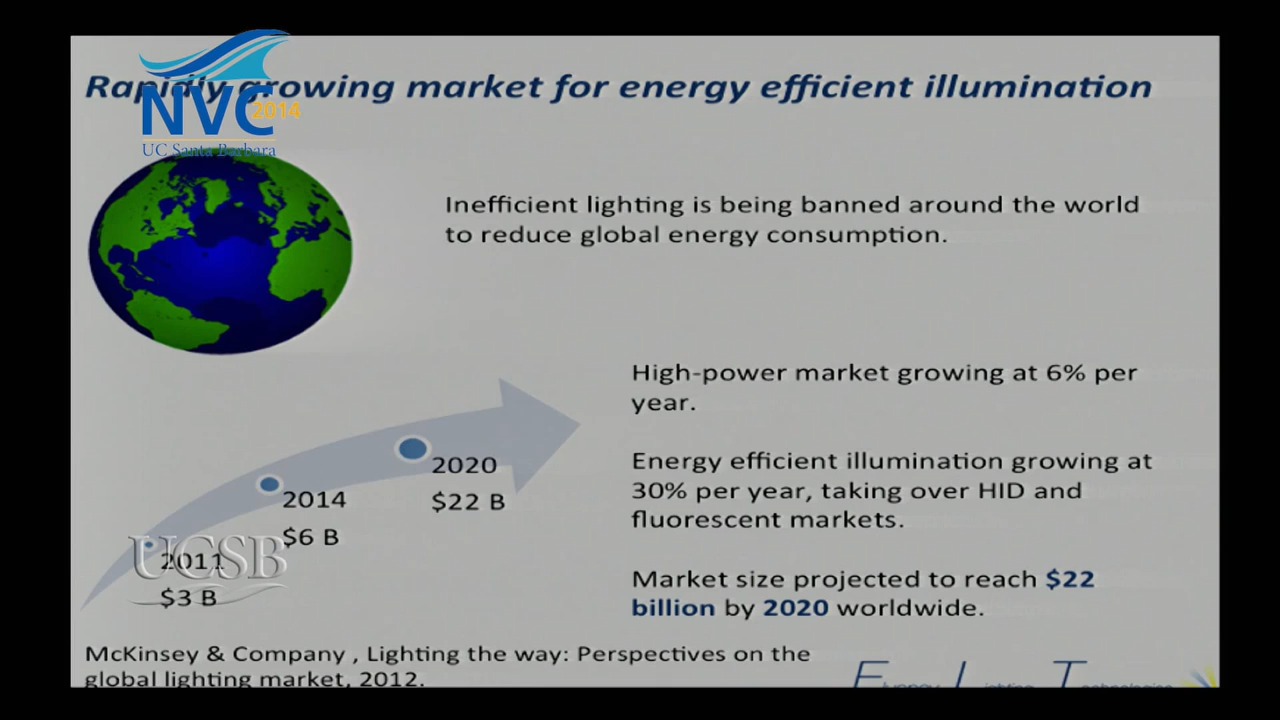 Rapidly growing market for energy efficient illumination
NVC 2014
UC Santa Barbara
Inefficient lighting is being banned around the world
to reduce global energy consumption.
High-power market growing at 6% per
year.
Energy efficient illumination growing at
30% per year, taking over HID and
fluorescent markets.
Market size projected to reach $22
billion by 2020 worldwide.
2020
$22 B
2014
$6 B
2011
$3 B
UCSB
McKinsey & Company , Lighting the way: Perspectives on the
global lighting market, 2012.
Lighting Technologies